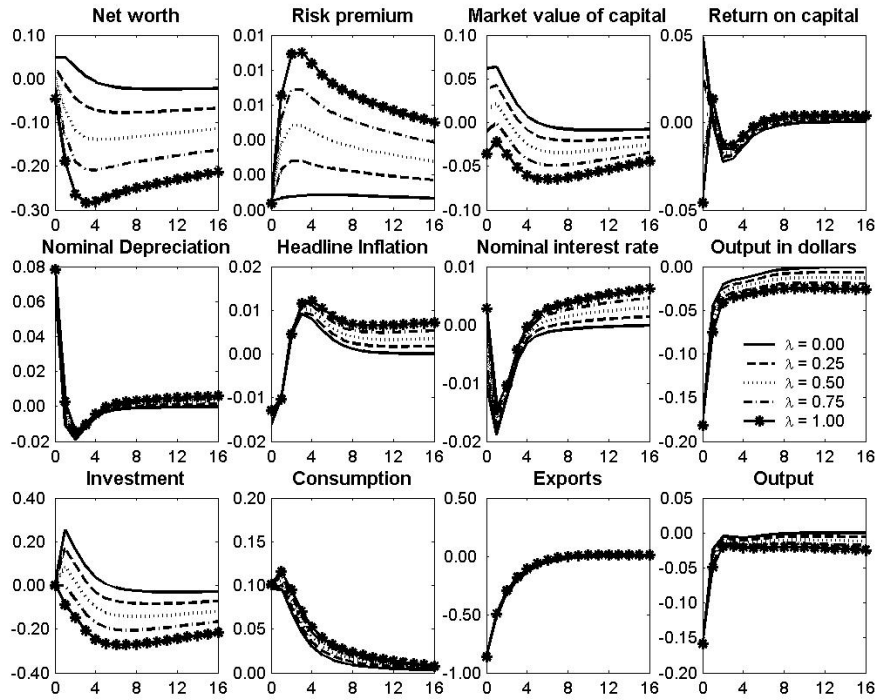 Net worth
0.10
0.00
-0.10
-0.20
-0.30
0 4 8 12 16
Risk premium
0.01
0.01
0.01
0.00
0.00
0.00
0 4 8 12 16
Market value of capital
0.10
0.05
0.00
-0.05
-0.10
0 4 8 12 16
Return on capital
0.05
0.00
-0.05
0 4 8 12 16
Nominal Depreciation
0.08
0.06
0.04
0.02
0.00
-0.02
0 4 8 12 16
Headline Inflation
0.02
0.01
0.00
-0.01
-0.02
0 4 8 12 16
Nominal interest rate
0.01
0.00
-0.01
-0.02
0 4 8 12 16
Output in dollars
0.00
-0.05
-0.10
-0.15
-0.20
λ = 0.00
λ = 0.25
λ = 0.50
λ = 0.75
λ = 1.00
0 4 8 12 16
Investment
0.40
0.20
0.00
-0.20
-0.40
0 4 8 12 16
Consumption
0.20
0.15
0.10
0.05
0.00
0 4 8 12 16
Exports
0.50
0.00
-0.50
-1.00
0 4 8 12 16
Output
0.05
0.00
-0.05
-0.10
-0.15
-0.20
0 4 8 12 16